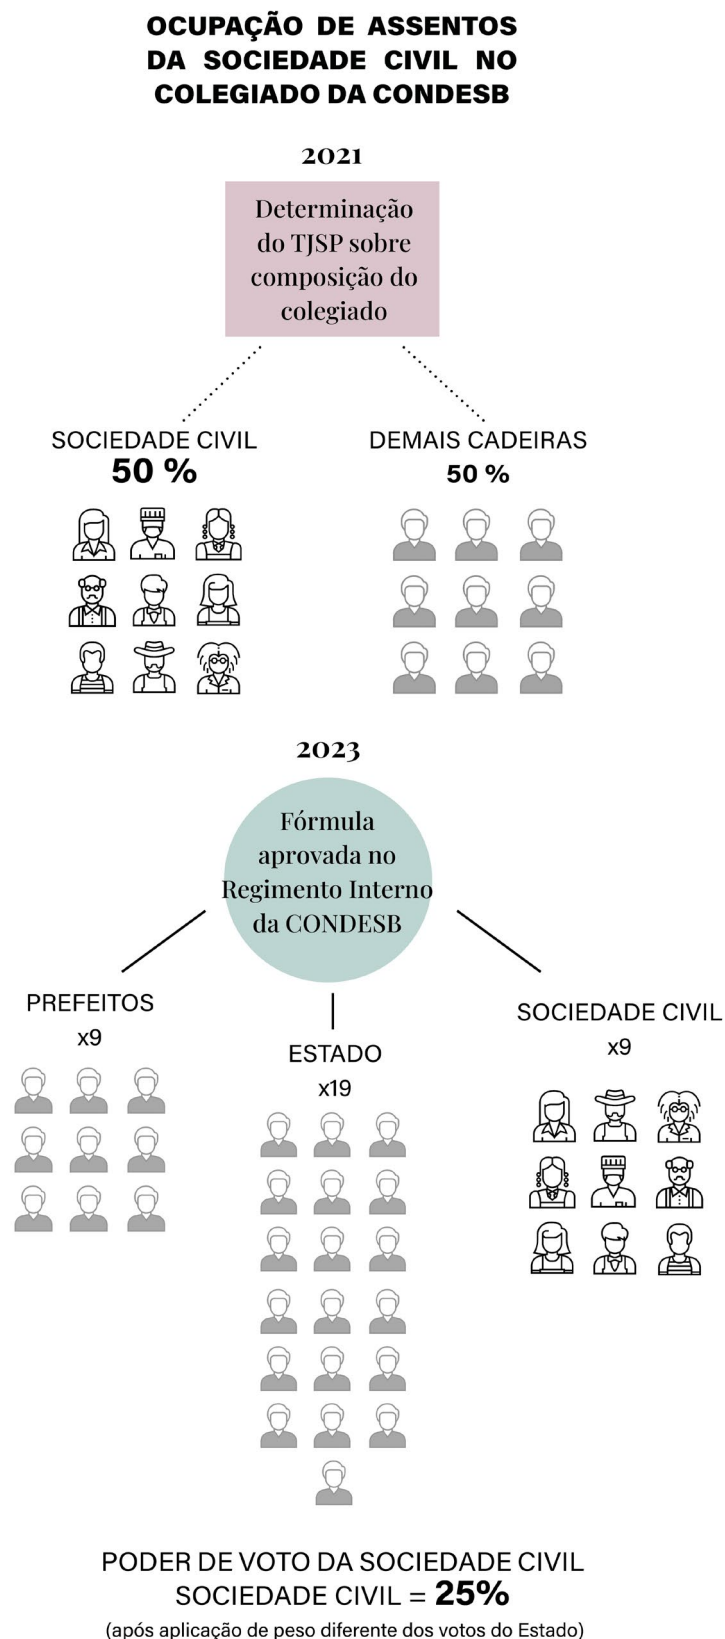 OCUPAÇÃO DE ASSENTOS
DA SOCIEDADE CIVIL NO
COLEGIADO DA CONDESB
2021
Determinação
do TJSP sobre
composição do
colegiado
SOCIEDADE CIVIL
50 %
DEMAIS CADEIRAS
50 %
2023
Fórmula
aprovada no
Regimento Interno
da CONDESB
PREFEITOS
x9
ESTADO
x19
SOCIEDADE CIVIL
x9
PODER DE VOTO DA SOCIEDADE CIVIL
SOCIEDADE CIVIL = 25%
(após aplicação de peso diferente dos votos do Estado)